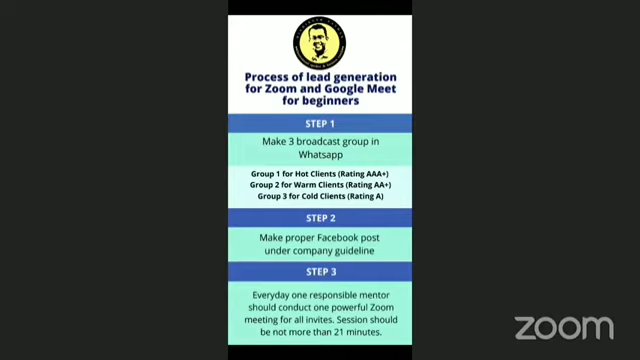 Process of lead generation
for Zoom and Google Meet
for beginners
STEP 1
Make 3 broadcast group in
Whatsapp
Group 1 for Hot Clients (Rating AAA+)
Group 2 for Warm Clients (Rating AA+)
Group 3 for Cold Clients (Rating A)
STEP 2
Make proper Facebook post
under company guideline
STEP 3
Everyday one responsible mentor
should conduct one powerful Zoom
meeting for all invites. Session should
be not more than 21 minutes.
zoom